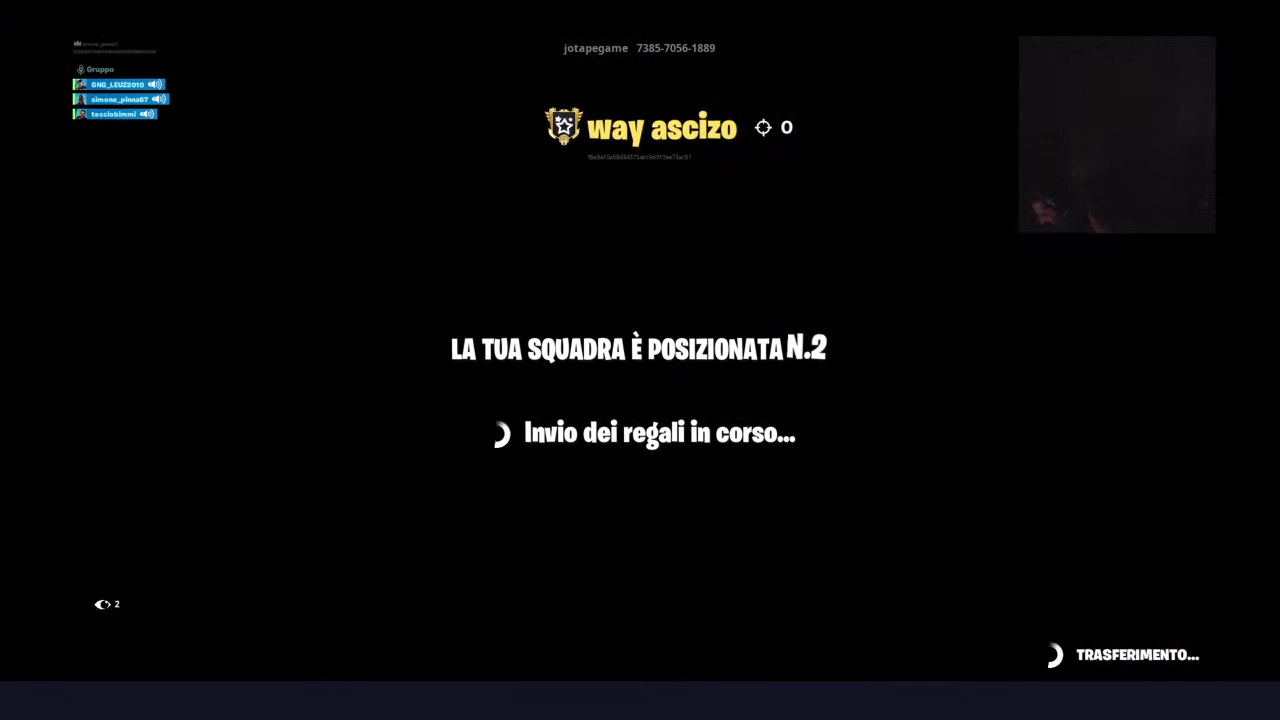 jotapegame 7385-7056-1889
Gruppo
GNG_LEUZ2010
simone_pinna67
tecciobimmi
way ascizo 0
LA TUA SQUADRA È POSIZIONATA N.2
Invio dei regali in corso...
2
TRASFERIMENTO...